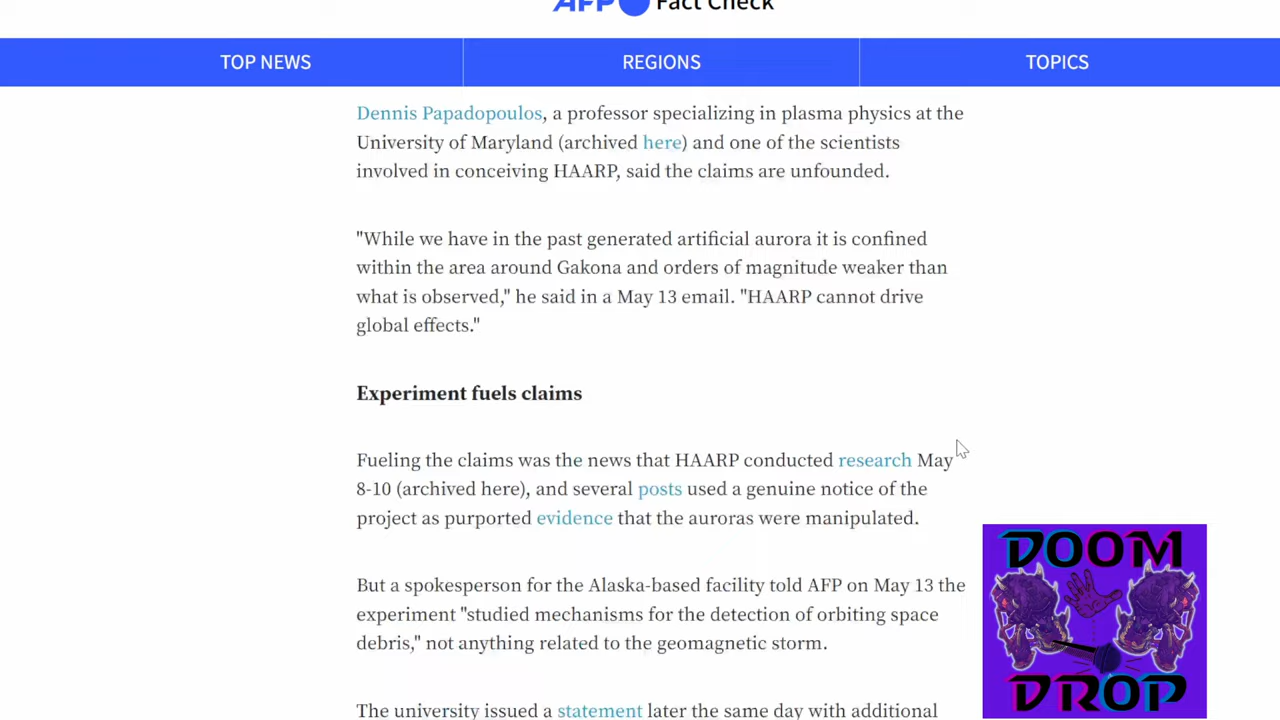 AFP Fact Check
TOP NEWS
REGIONS
TOPICS
Dennis Papadopoulos, a professor specializing in plasma physics at the
University of Maryland (archived here) and one of the scientists
involved in conceiving HAARP, said the claims are unfounded.
"While we have in the past generated artificial aurora it is confined
within the area around Gakona and orders of magnitude weaker than
what is observed," he said in a May 13 email. "HAARP cannot drive
global effects."
Experiment fuels claims
Fueling the claims was the news that HAARP conducted research May
8-10 (archived here), and several posts used a genuine notice of the
project as purported evidence that the auroras were manipulated.
But a spokesperson for the Alaska-based facility told AFP on May 13 the
experiment "studied mechanisms for the detection of orbiting space
debris," not anything related to the geomagnetic storm.
The university issued a statement later the same day with additional
DOOM
DROP